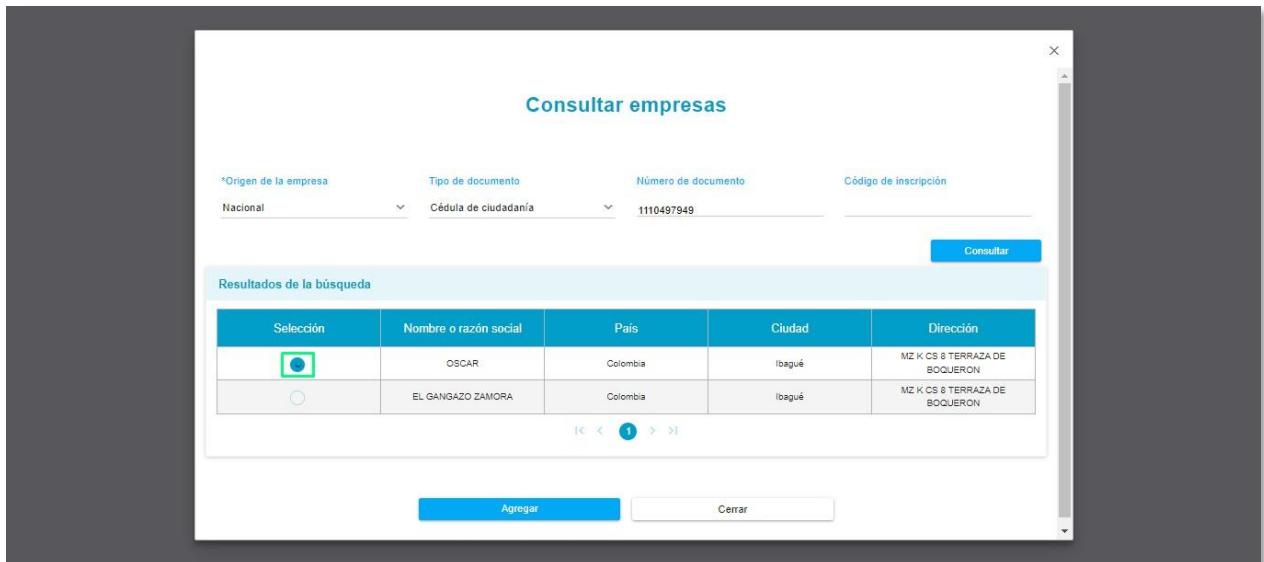 Consultar empresas
*Origen de la empresa Tipo de documento Número de documento Código de inscripción
Nacional Cédula de ciudadanía 1110497949
Consultar
Resultados de la búsqueda
Selección Nombre o razón social País Ciudad Dirección
OSCAR Colombia Ibagué MZ K CS 8 TERRAZA DE
BOQUERON
EL GANGAZO ZAMORA Colombia Ibagué MZ K CS 8 TERRAZA DE
BOQUERON
1
Agregar Cerrar